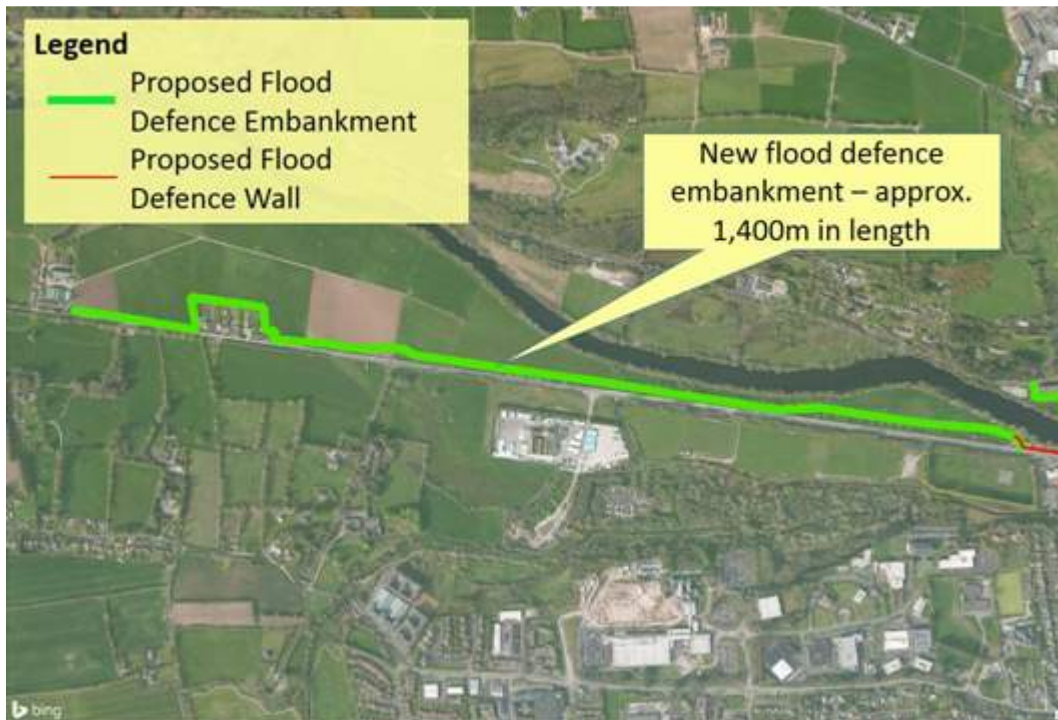 Legend
Proposed Flood
Defence Embankment
Proposed Flood
Defence Wall
New flood defence
embankment – approx.
1,400m in length
bing